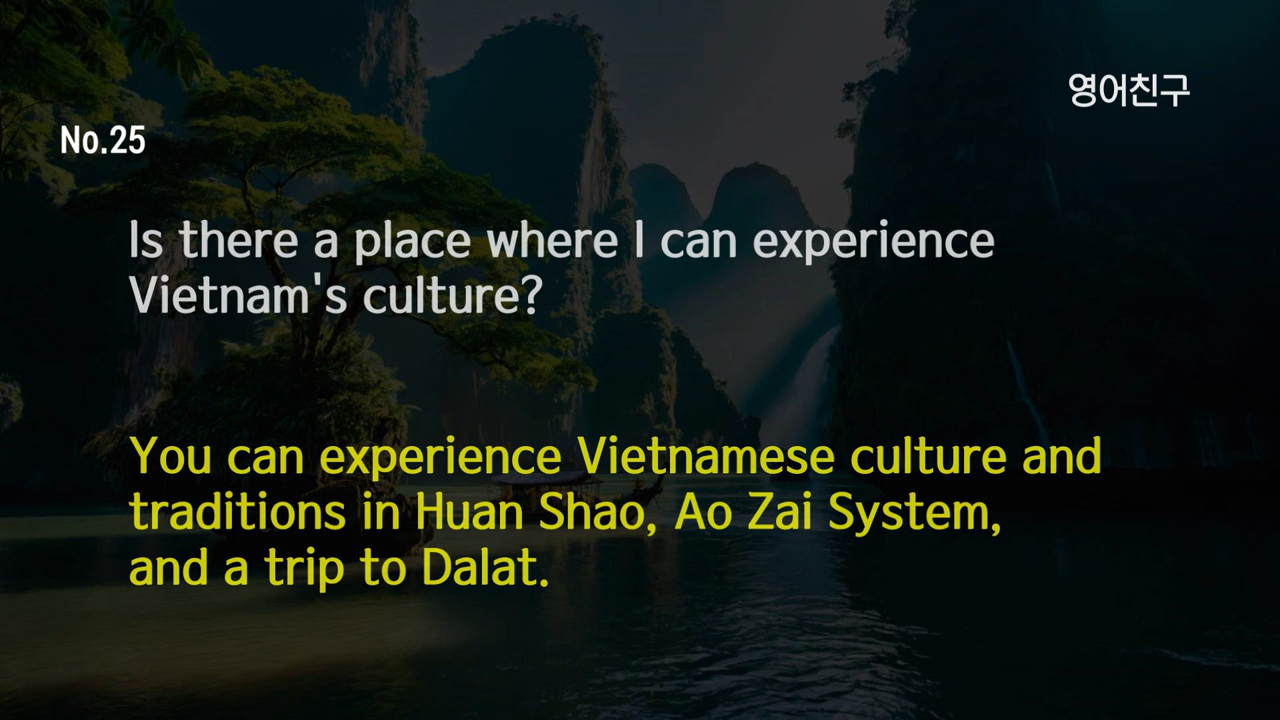 영어친구
No.25
Is there a place where I can experience
Vietnam's culture?
You can experience Vietnamese culture and
traditions in Huan Shao, Ao Zai System,
and a trip to Dalat.